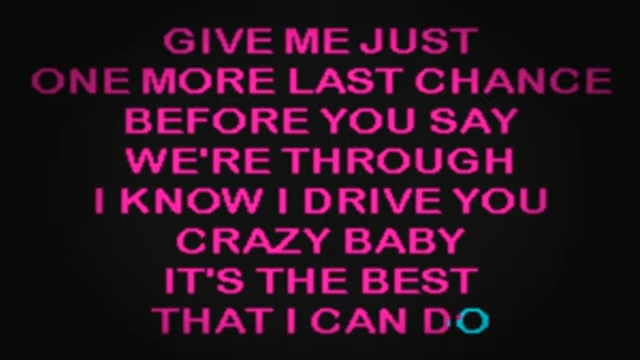 GIVE ME JUST
ONE MORE LAST CHANCE
BEFORE YOU SAY
WE'RE THROUGH
I KNOW I DRIVE YOU
CRAZY BABY
IT'S THE BEST
THAT I CAN DO